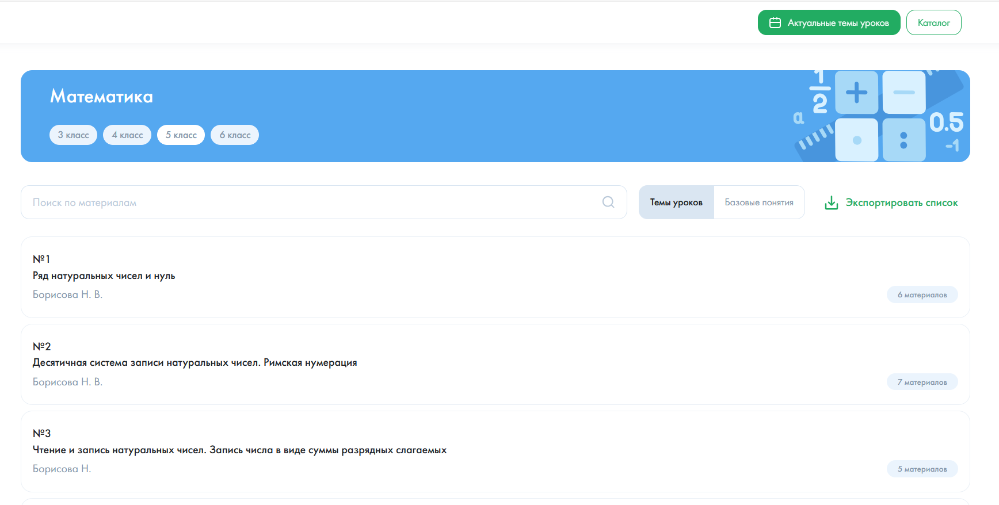 Актуальные темы уроков
Каталог
Математика
3 класс
4 класс
5 класс
6 класс
1
2
a
0.5
-1
Поиск по материалам
Темы уроков
Базовые понятия
Экспортировать список
№1
Ряд натуральных чисел и нуль
Борисова Н. В.
6 материалов
№2
Десятичная система записи натуральных чисел. Римская нумерация
Борисова Н. В.
7 материалов
№3
Чтение и запись натуральных чисел. Запись числа в виде суммы разрядных слагаемых
Борисова Н.
5 материалов